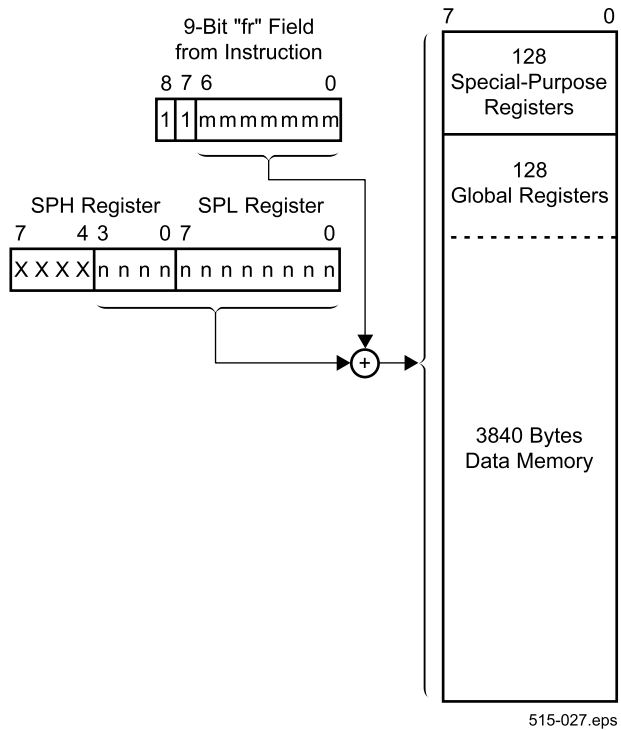 9-Bit "fr" Field
from Instruction
8 7 6 0
1 1 m m m m m m m
SPH Register SPL Register
7 4 3 0 7 0
X X X X n n n n n n n n n n n n
+
7 0
128
Special-Purpose
Registers
128
Global Registers
3840 Bytes
Data Memory
515-027.eps